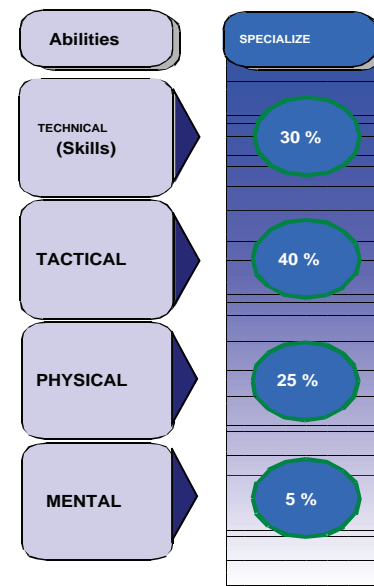 Abilities
SPECIALIZE
TECHNICAL
(Skills)
30 %
TACTICAL
40 %
PHYSICAL
25 %
MENTAL
5 %